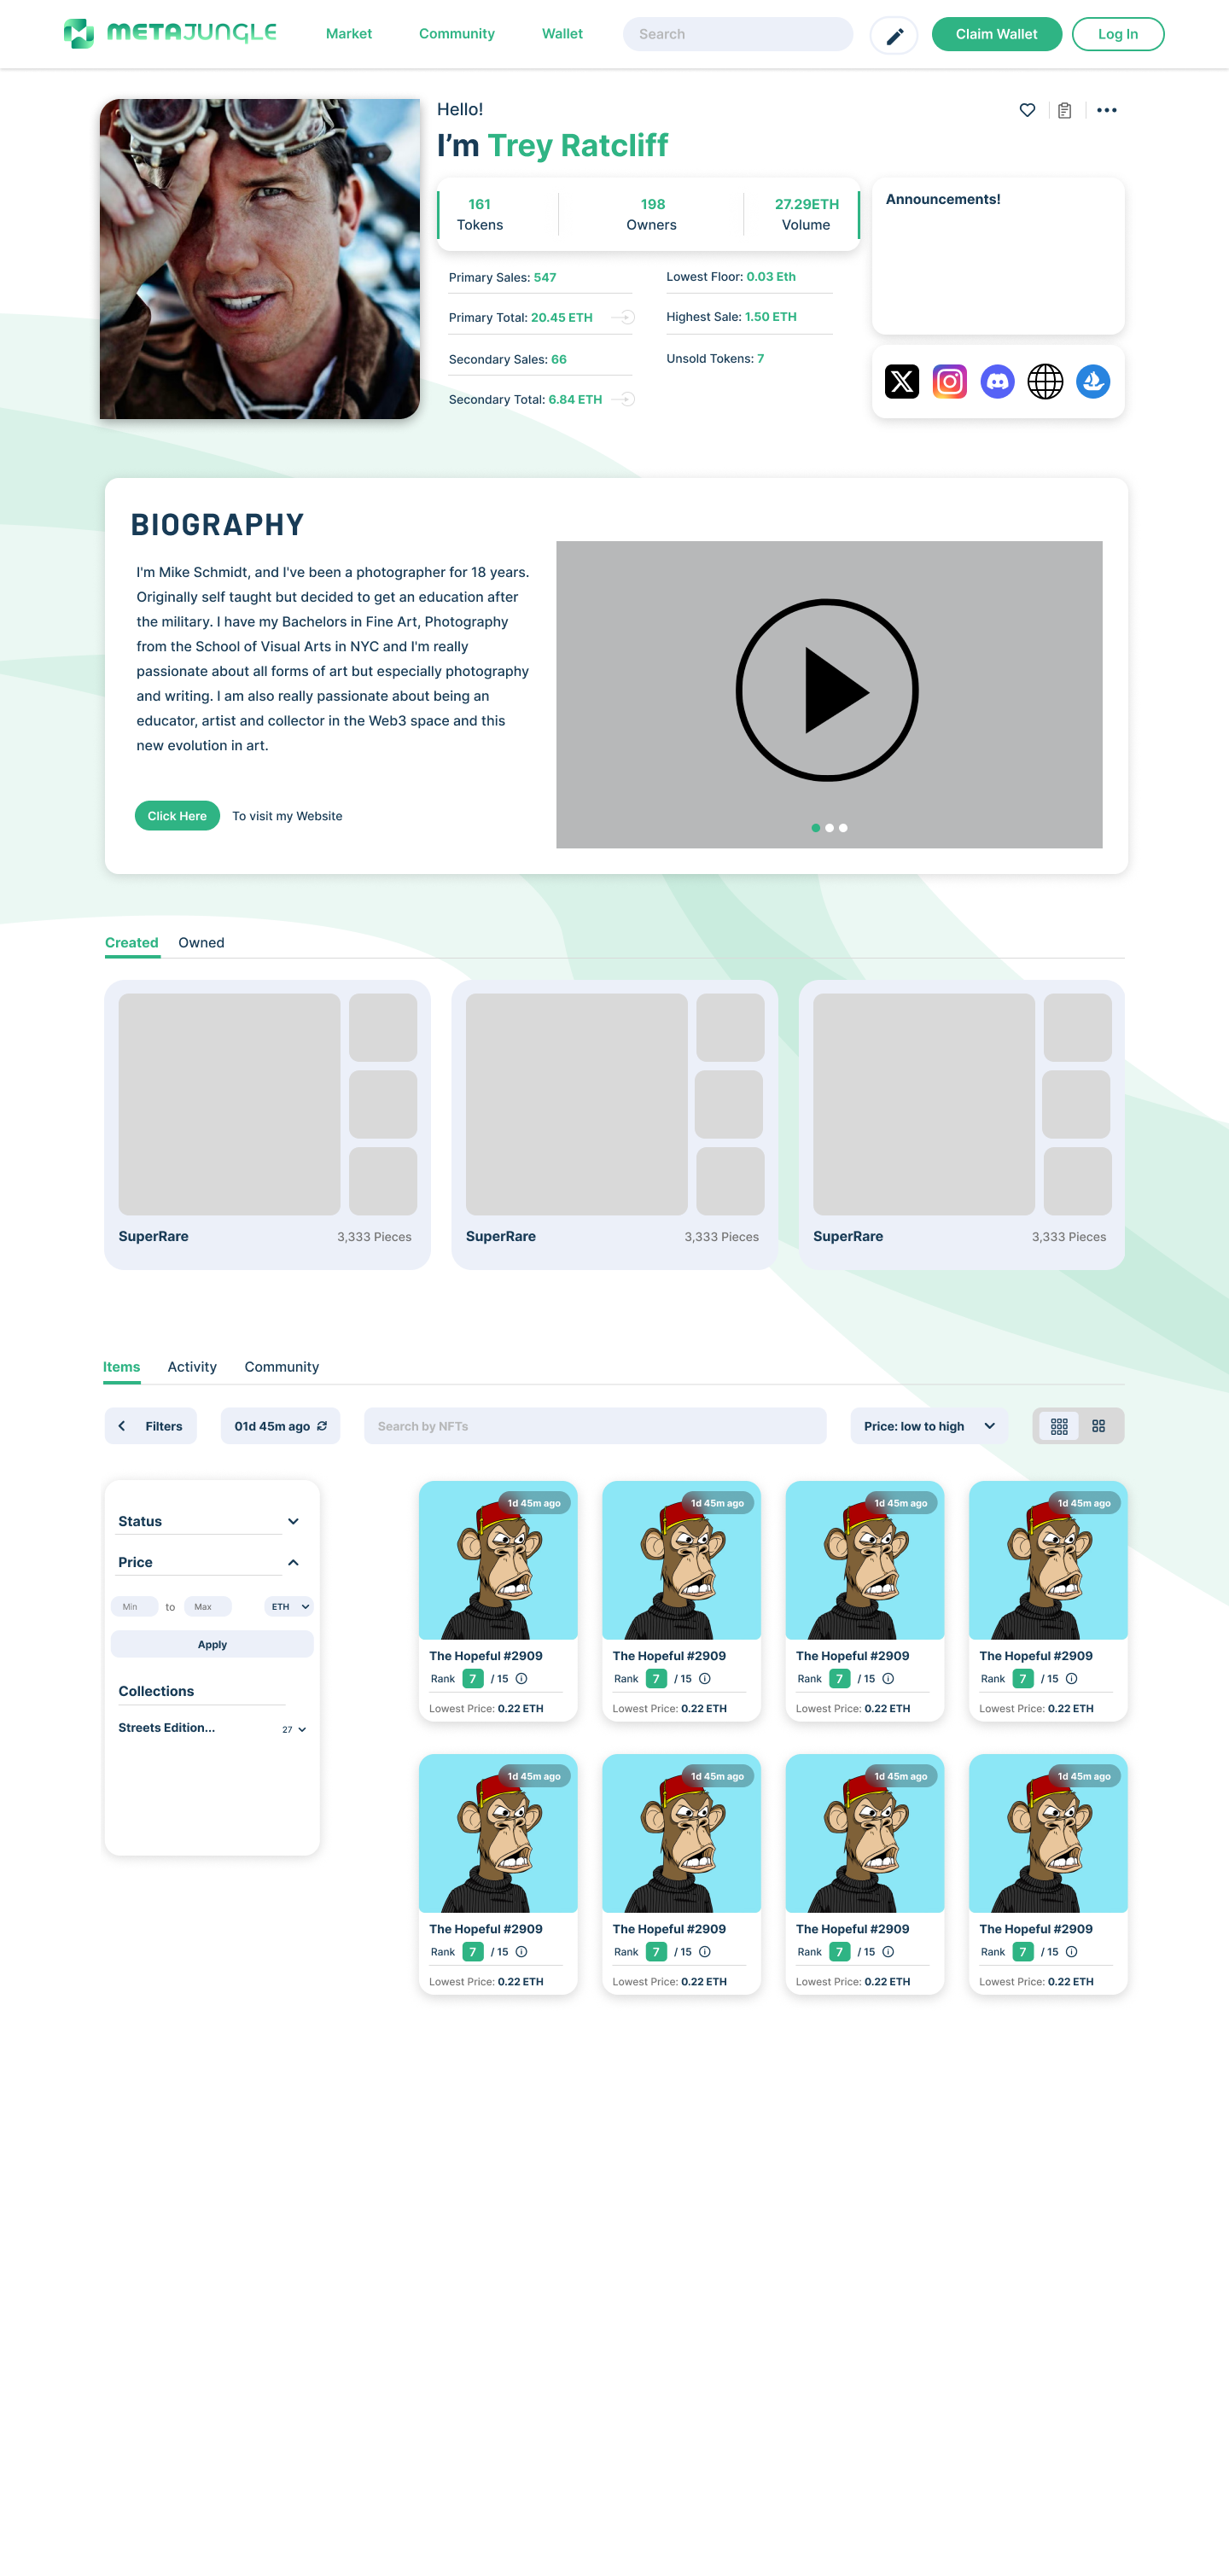 METAJUNGLE
Market
Community
Wallet
Search
Claim Wallet
Log In
Hello!
I’m Trey Ratcliff
161
Tokens
198
Owners
27.29ETH
Volume
Announcements!
Primary Sales: 547
Lowest Floor: 0.03 Eth
Primary Total: 20.45 ETH
Highest Sale: 1.50 ETH
Secondary Sales: 66
Unsold Tokens: 7
Secondary Total: 6.84 ETH
BIOGRAPHY
I'm Mike Schmidt, and I've been a photographer for 18 years.
Originally self taught but decided to get an education after
the military. I have my Bachelors in Fine Art, Photography
from the School of Visual Arts in NYC and I'm really
passionate about all forms of art but especially photography
and writing. I am also really passionate about being an
educator, artist and collector in the Web3 space and this
new evolution in art.
Click Here
To visit my Website
Created
Owned
SuperRare
3,333 Pieces
SuperRare
3,333 Pieces
SuperRare
3,333 Pieces
Items
Activity
Community
Filters
01d 45m ago
Search by NFTs
Price: low to high
Status
Price
Min
to
Max
ETH
Apply
Collections
Streets Edition...
27
1d 45m ago
The Hopeful #2909
Rank 7 / 15
Lowest Price: 0.22 ETH
1d 45m ago
The Hopeful #2909
Rank 7 / 15
Lowest Price: 0.22 ETH
1d 45m ago
The Hopeful #2909
Rank 7 / 15
Lowest Price: 0.22 ETH
1d 45m ago
The Hopeful #2909
Rank 7 / 15
Lowest Price: 0.22 ETH
1d 45m ago
The Hopeful #2909
Rank 7 / 15
Lowest Price: 0.22 ETH
1d 45m ago
The Hopeful #2909
Rank 7 / 15
Lowest Price: 0.22 ETH
1d 45m ago
The Hopeful #2909
Rank 7 / 15
Lowest Price: 0.22 ETH
1d 45m ago
The Hopeful #2909
Rank 7 / 15
Lowest Price: 0.22 ETH